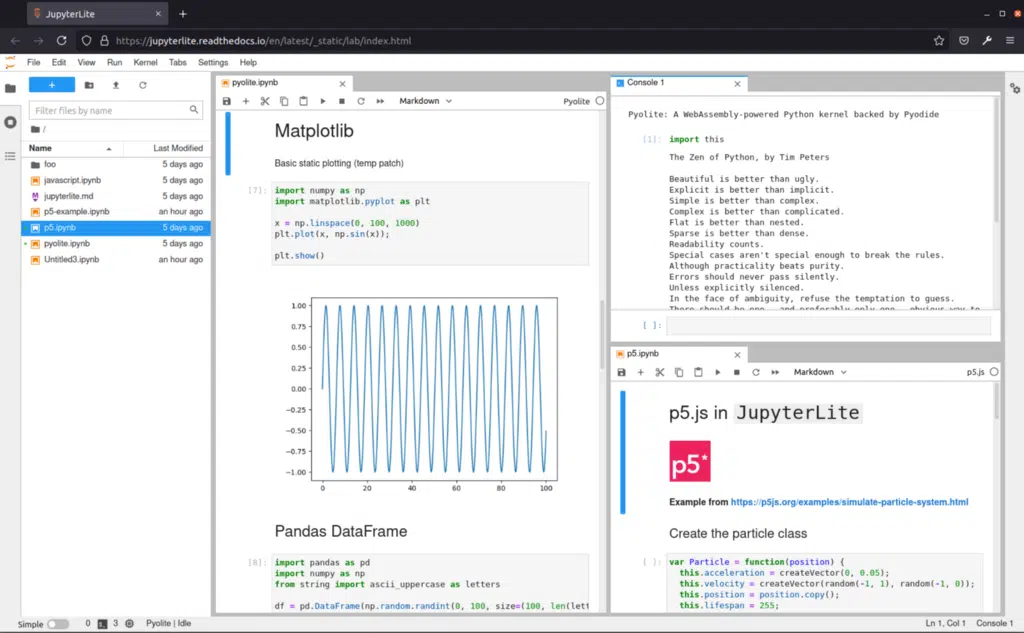 JupyterLite
https://jupyterlite.readthedocs.io/en/latest/_static/lab/index.html
File Edit View Run Kernel Tabs Settings Help
Filter files by name
/
Name Last Modified
foo 5 days ago
javascript.ipynb 5 days ago
jupyterlite.md 5 days ago
p5-example.ipynb an hour ago
p5.ipynb 5 days ago
pyolite.ipynb 5 days ago
Untitled3.ipynb an hour ago
pyolite.ipynb
Markdown Pyolite
Matplotlib
Basic static plotting (temp patch)
[7]: import numpy as np
import matplotlib.pyplot as plt
x = np.linspace(0, 100, 1000)
plt.plot(x, np.sin(x));
plt.show()
1.00
0.75
0.50
0.25
0.00
−0.25
−0.50
−0.75
−1.00
0 20 40 60 80 100
Pandas DataFrame
[8]: import pandas as pd
import numpy as np
from string import ascii_uppercase as letters
df = pd.DataFrame(np.random.randint(0, 100, size=(100, len(lett
Console 1
Pyolite: A WebAssembly-powered Python kernel backed by Pyodide
[1]: import this
The Zen of Python, by Tim Peters
Beautiful is better than ugly.
Explicit is better than implicit.
Simple is better than complex.
Complex is better than complicated.
Flat is better than nested.
Sparse is better than dense.
Readability counts.
Special cases aren't special enough to break the rules.
Although practicality beats purity.
Errors should never pass silently.
Unless explicitly silenced.
In the face of ambiguity, refuse the temptation to guess.
There should be one-- and preferably only one --obvious way to
[ ]:
p5.ipynb
Markdown p5.js
p5.js in JupyterLite
p5*
Example from https://p5js.org/examples/simulate-particle-system.html
Create the particle class
[ ]: var Particle = function(position) {
this.acceleration = createVector(0, 0.05);
this.velocity = createVector(random(-1, 1), random(-1, 0));
this.position = position.copy();
this.lifespan = 255;
Simple 0 3 Pyolite | Idle Ln 1, Col 1 Console 1